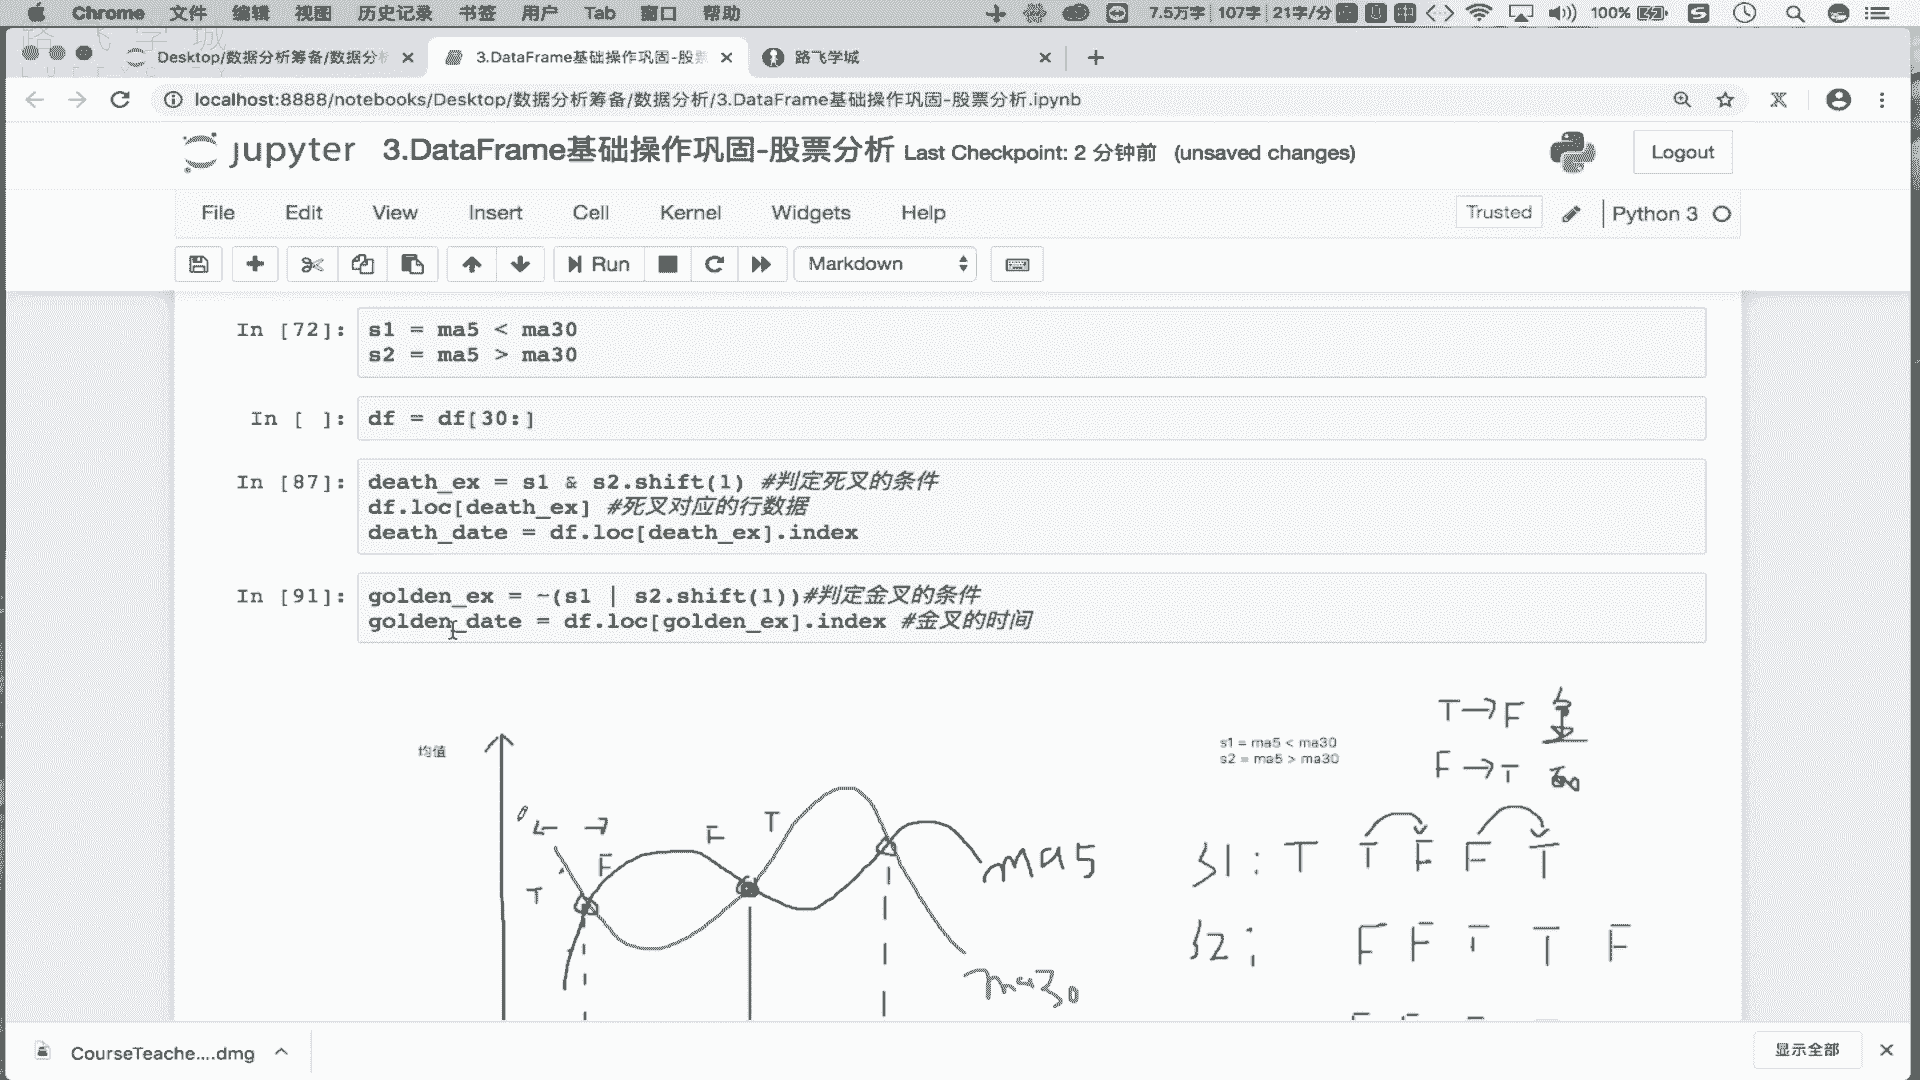 Chrome 文件 编辑 视图 历史记录 书签 用户 Tab 窗口 帮助 7.5万字 107字 21字/分 100%
Desktop/数据分析筹备/数据分析
3.DataFrame基础操作巩固-股票
路飞学城
localhost:8888/notebooks/Desktop/数据分析筹备/数据分析/3.DataFrame基础操作巩固-股票分析.ipynb
jupyter 3.DataFrame基础操作巩固-股票分析 Last Checkpoint: 2 分钟前 (unsaved changes)
Logout
File Edit View Insert Cell Kernel Widgets Help
Trusted Python 3
Run Markdown
In [72]: s1 = ma5 < ma30
s2 = ma5 > ma30
In [ ]: df = df[30:]
In [87]: death_ex = s1 & s2.shift(1) #判定死叉的条件
df.loc[death_ex] #死叉对应的行数据
death_date = df.loc[death_ex].index
In [91]: golden_ex = ~(s1 | s2.shift(1))#判定金叉的条件
golden_date = df.loc[golden_ex].index #金叉的时间
均值
s1 = ma5 < ma30
s2 = ma5 > ma30
T→F 金
F→T
T F F T
ma5
ma30
s1: T T F F T
s2: F F T T F
CourseTeache....dmg
显示全部